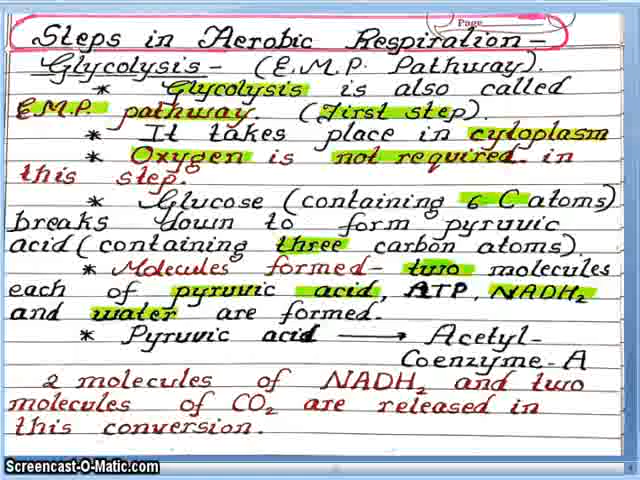 Page
Steps in Aerobic Respiration -
Glycolysis - (E.M.P. Pathway).
* Glycolysis is also called
E.M.P. pathway. (First step).
* It takes place in cytoplasm
* Oxygen is not required in
this step.
* Glucose (containing 6 C atoms)
breaks down to form pyruvic
acid (containing three carbon atoms).
* Molecules formed - two molecules
each of pyruvic acid, ATP, NADH₂
and water are formed.
* Pyruvic acid → Acetyl-
Coenzyme-A
2 molecules of NADH₂ and two
molecules of CO₂ are released in
this conversion.
Screencast-O-Matic.com